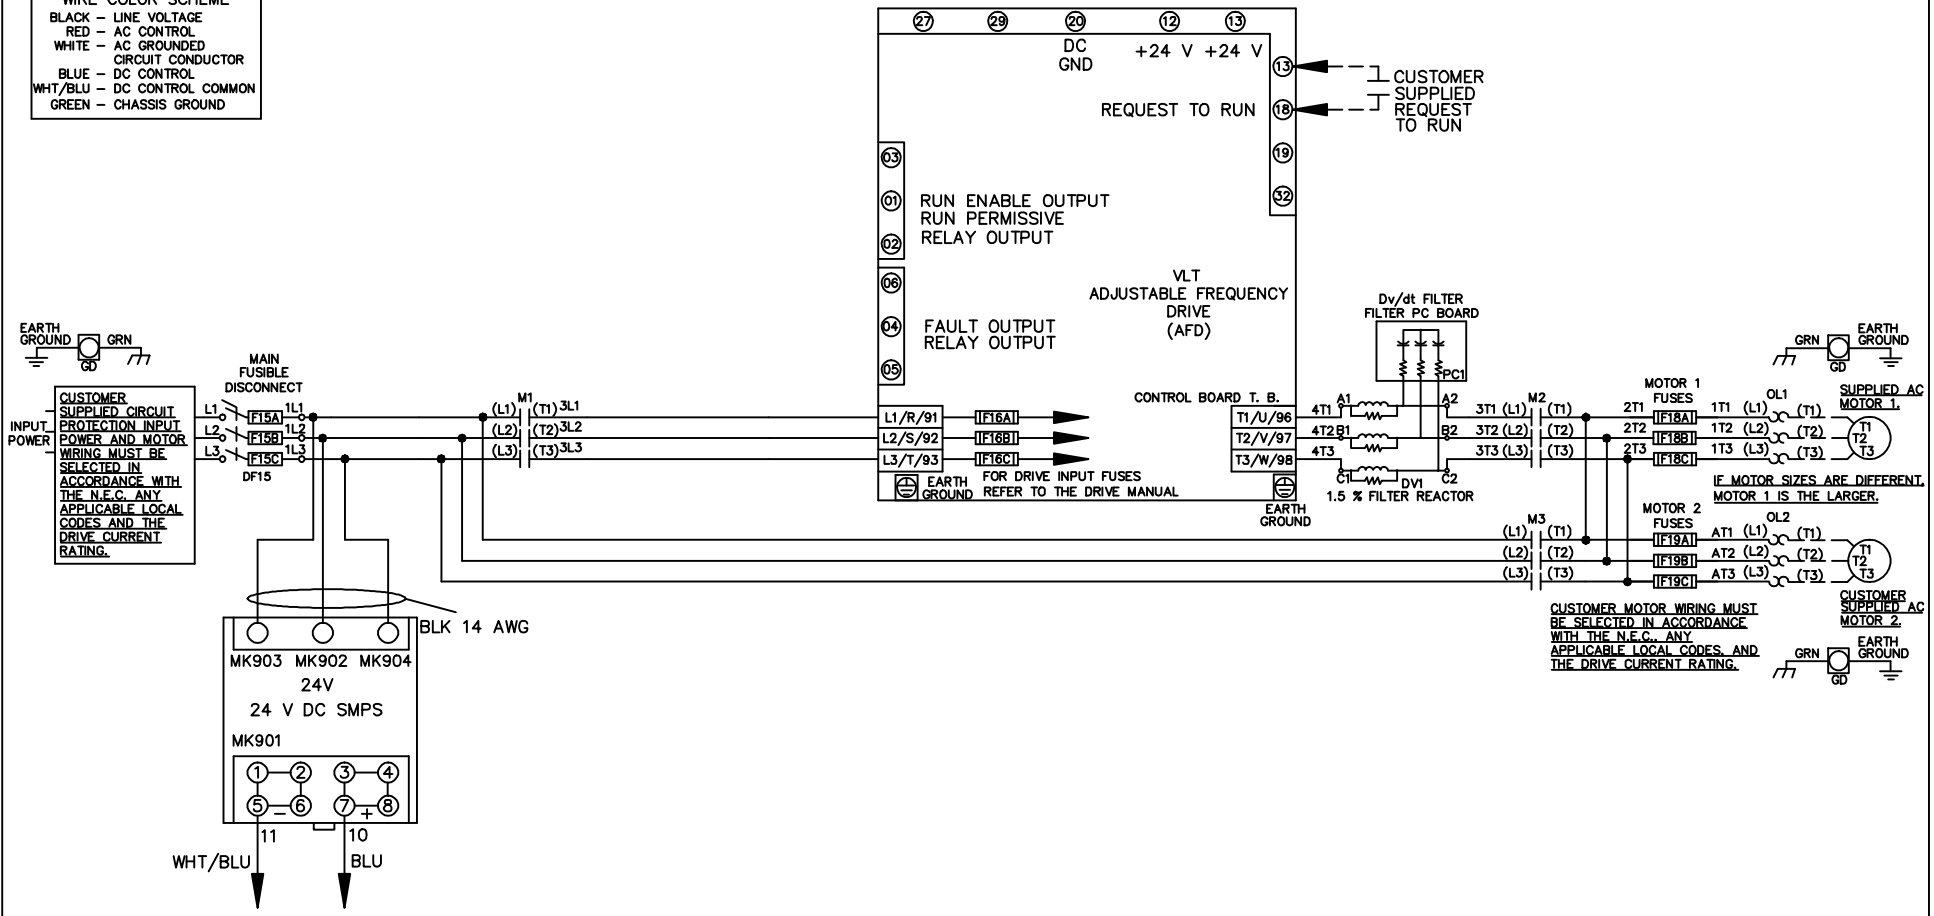 WIRE COLOR SCHEME
BLACK – LINE VOLTAGE
RED – AC CONTROL
WHITE – AC GROUNDED
CIRCUIT CONDUCTOR
BLUE – DC CONTROL
WHT/BLU – DC CONTROL COMMON
GREEN – CHASSIS GROUND
27 29 20 12 13
DC
GND
+24 V +24 V
13
18
19
32
REQUEST TO RUN
CUSTOMER
SUPPLIED
REQUEST
TO RUN
03
01
02
RUN ENABLE OUTPUT
RUN PERMISSIVE
RELAY OUTPUT
06
04
05
FAULT OUTPUT
RELAY OUTPUT
VLT
ADJUSTABLE FREQUENCY
DRIVE
(AFD)
CONTROL BOARD T. B.
L1/R/91 F16A
L2/S/92 F16B
L3/T/93 F16C
T1/U/96
T2/V/97
T3/W/98
EARTH
GROUND
FOR DRIVE INPUT FUSES
REFER TO THE DRIVE MANUAL
EARTH
GROUND
EARTH
GROUND
GRN
GD
INPUT
POWER
CUSTOMER
SUPPLIED CIRCUIT
PROTECTION INPUT
POWER AND MOTOR
WIRING MUST BE
SELECTED IN
ACCORDANCE WITH
THE N.E.C. ANY
APPLICABLE LOCAL
CODES AND THE
DRIVE CURRENT
RATING.
MAIN
FUSIBLE
DISCONNECT
L1 F15A 1L1
L2 F15B 1L2
L3 F15C 1L3
DF15
M1
(L1) (T1) 3L1
(L2) (T2) 3L2
(L3) (T3) 3L3
Dv/dt FILTER
FILTER PC BOARD
PC1
4T1 A1 A2
4T2 B1 B2
4T3 C1 C2
DV1
1.5 % FILTER REACTOR
M2
3T1 (L1) (T1)
3T2 (L2) (T2)
3T3 (L3) (T3)
MOTOR 1
FUSES
2T1 F18A 1T1 (L1) (T1)
2T2 F18B 1T2 (L2) (T2)
2T3 F18C 1T3 (L3) (T3)
OL1
T1
T2
T3
SUPPLIED AC
MOTOR 1.
GRN
GD
EARTH
GROUND
IF MOTOR SIZES ARE DIFFERENT,
MOTOR 1 IS THE LARGER.
M3
(L1) (T1)
(L2) (T2)
(L3) (T3)
MOTOR 2
FUSES
F19A AT1 (L1) (T1)
F19B AT2 (L2) (T2)
F19C AT3 (L3) (T3)
OL2
T1
T2
T3
CUSTOMER
SUPPLIED AC
MOTOR 2.
CUSTOMER MOTOR WIRING MUST
BE SELECTED IN ACCORDANCE
WITH THE N.E.C., ANY
APPLICABLE LOCAL CODES, AND
THE DRIVE CURRENT RATING.
GRN
GD
EARTH
GROUND
BLK 14 AWG
MK903 MK902 MK904
24V
24 V DC SMPS
MK901
1 2 3 4
5 – 6 7 + 8
11 10
WHT/BLU BLU